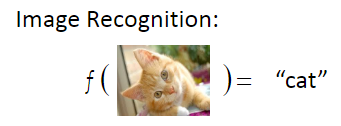 Image Recognition:
f( )= “cat”